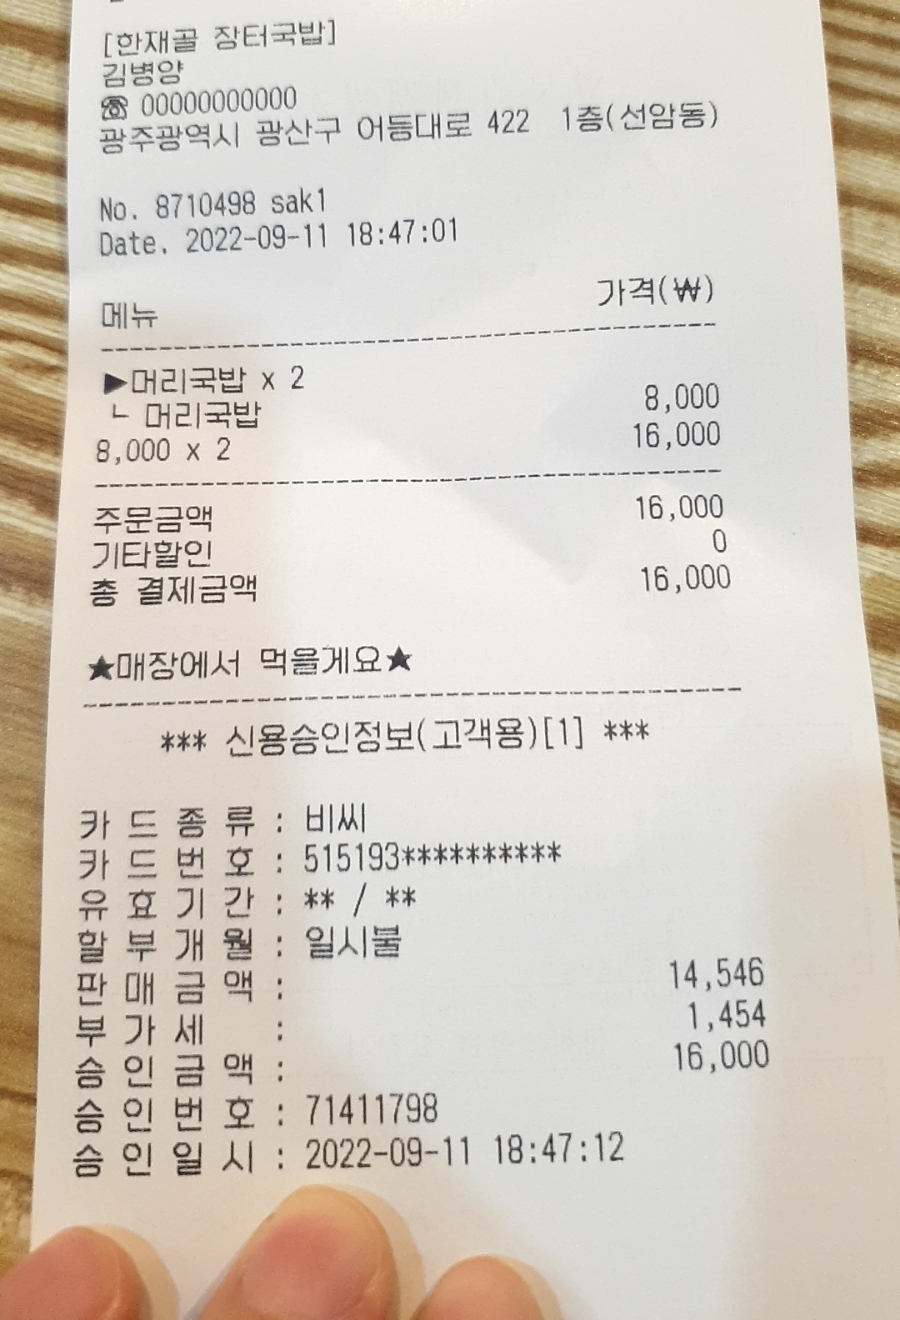 [한재골 장터국밥]
김병양
☎ 00000000000
광주광역시 광산구 어등대로 422 1층(선암동)
No. 8710498 sak1
Date. 2022-09-11 18:47:01
메뉴 가격(₩)
▶머리국밥 x 2
ㄴ 머리국밥 8,000
8,000 x 2 16,000
주문금액 16,000
기타할인 0
총 결제금액 16,000
★매장에서 먹을게요★
*** 신용승인정보(고객용)[1] ***
카 드 종 류 : 비씨
카 드 번 호 : 515193**********
유 효 기 간 : ** / **
할 부 개 월 : 일시불
판 매 금 액 : 14,546
부 가 세 : 1,454
승 인 금 액 : 16,000
승 인 번 호 : 71411798
승 인 일 시 : 2022-09-11 18:47:12